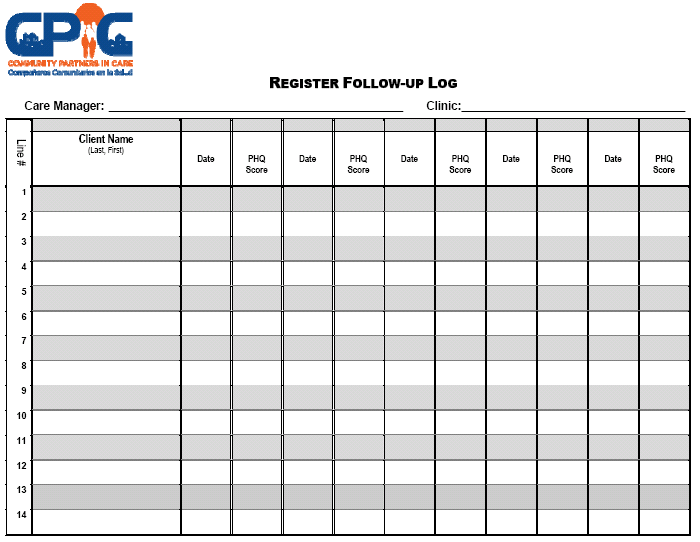 CPIC
COMMUNITY PARTNERS IN CARE
Compañeros Comunitarios en la Salud
REGISTER FOLLOW-UP LOG
Care Manager: Clinic:
Line # Client Name (Last, First) Date PHQ Score Date PHQ Score Date PHQ Score Date PHQ Score Date PHQ Score
1
2
3
4
5
6
7
8
9
10
11
12
13
14